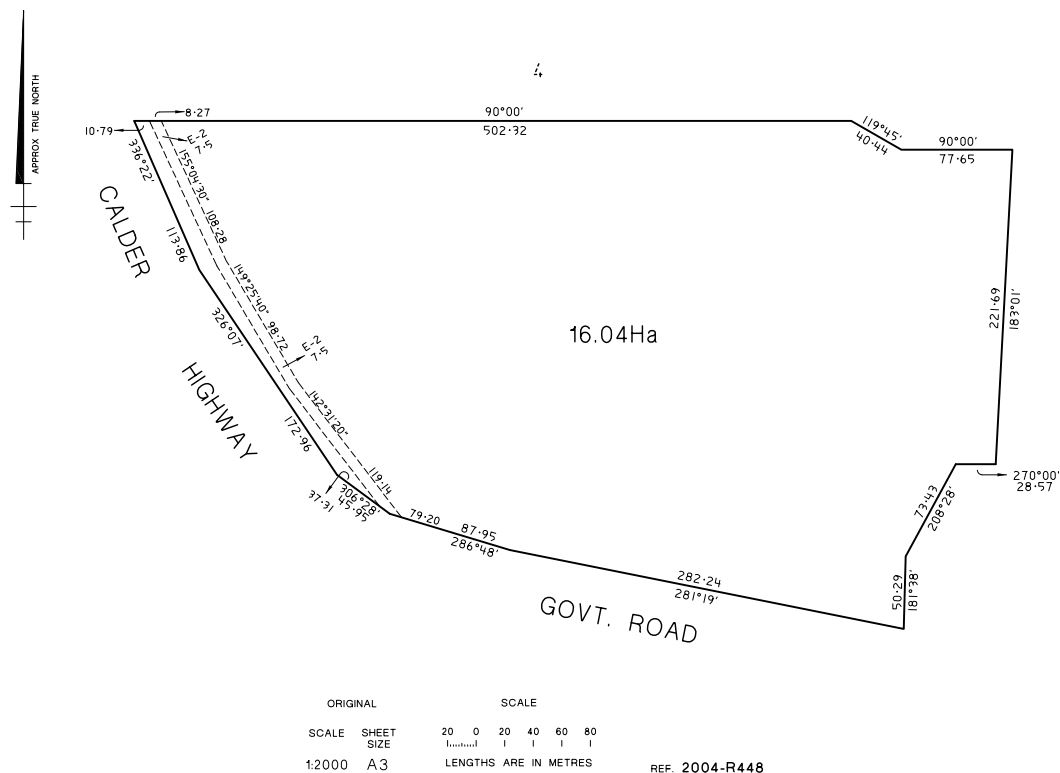 4
APPROX TRUE NORTH
8·27
90°00'
502·32
10·79
336°22'
E-2
7·5
155°04'30"
108·28
119°45'
40·44
90°00'
77·65
CALDER
113·86
149°25'40"
98·72
E-2
7·5
16.04Ha
221·69
183°01'
326°07'
HIGHWAY
142°31'20"
172·96
119·14
37·31
306°28'
45·95
270°00'
28·57
73·43
208°28'
79·20
87·95
286°48'
282·24
281°19'
50·29
181°38'
GOVT. ROAD
ORIGINAL
SCALE
SCALE SHEET SIZE
20 0 20 40 60 80
1:2000 A3
LENGTHS ARE IN METRES
REF. 2004-R448